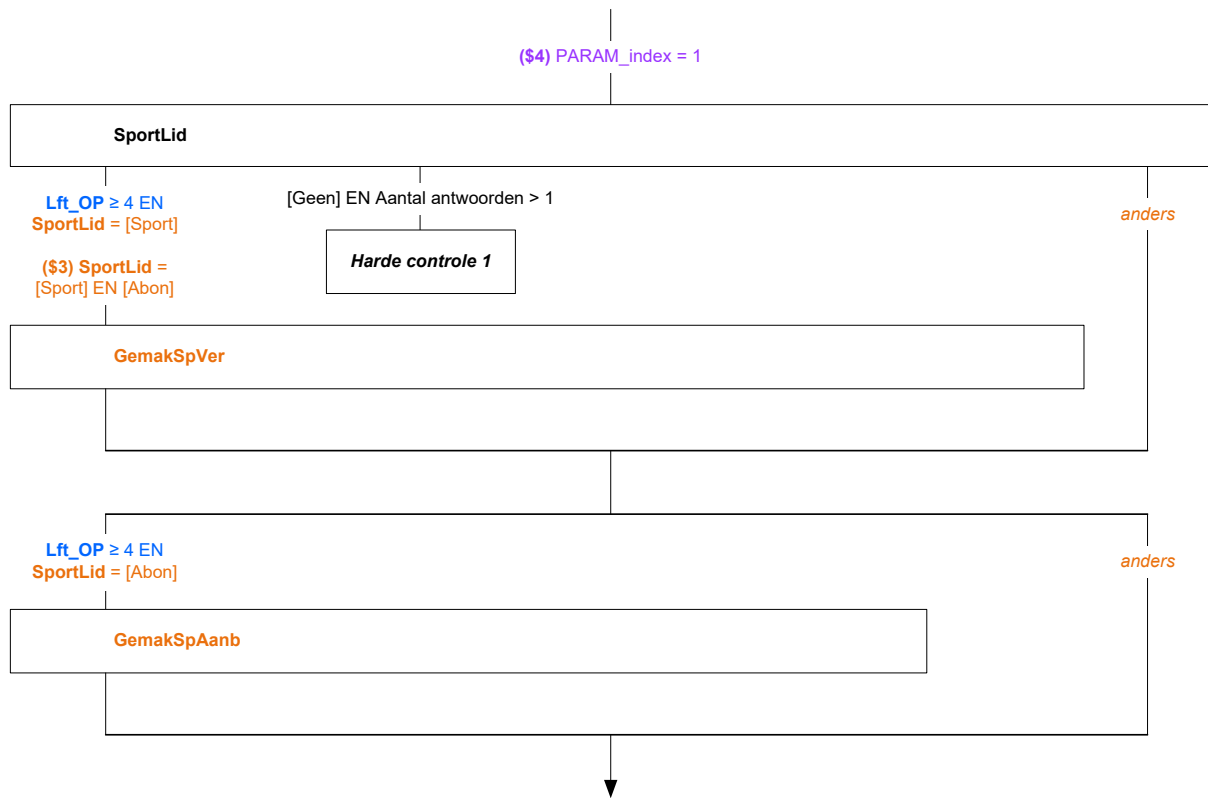 ($4) PARAM_index = 1
SportLid
Lft_OP ≥ 4 EN
SportLid = [Sport]
[Geen] EN Aantal antwoorden > 1
anders
($3) SportLid =
[Sport] EN [Abon]
Harde controle 1
GemakSpVer
Lft_OP ≥ 4 EN
SportLid = [Abon]
anders
GemakSpAanb